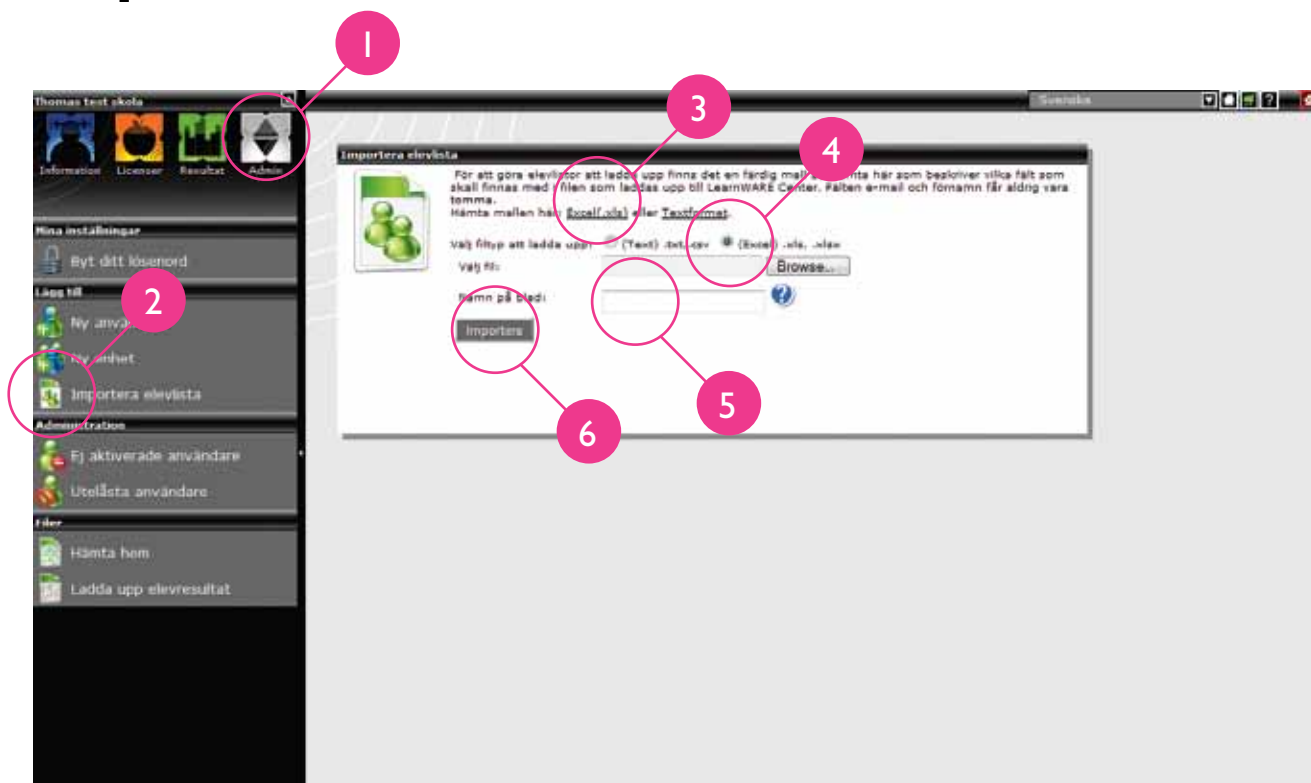 1
Thomas test skola
Svenska
3
4
Information Licenser Resultat Admin
Importera elevlista
För att göra elevlistor att ladda upp finns det en färdig mall här som beskriver vilka fält som
skall finnas med i filen som laddas upp till LearnWARE Center. Fälten e-mail och förnamn får aldrig vara
tomma.
Hämta mallen här: Excel(.xls) eller Textformat.
Välj filtyp att ladda upp: (Text) .txt, .csv (Excel) .xls, .xlsx
Välj fil: Browse...
Namn på blad:
Importera
5
6
Mina inställningar
Byt ditt lösenord
Lägg till
2
Ny
Ny enhet
Importera elevlista
Administration
Ej aktiverade användare
Utelåsta användare
Filer
Hämta hem
Ladda upp elevresultat